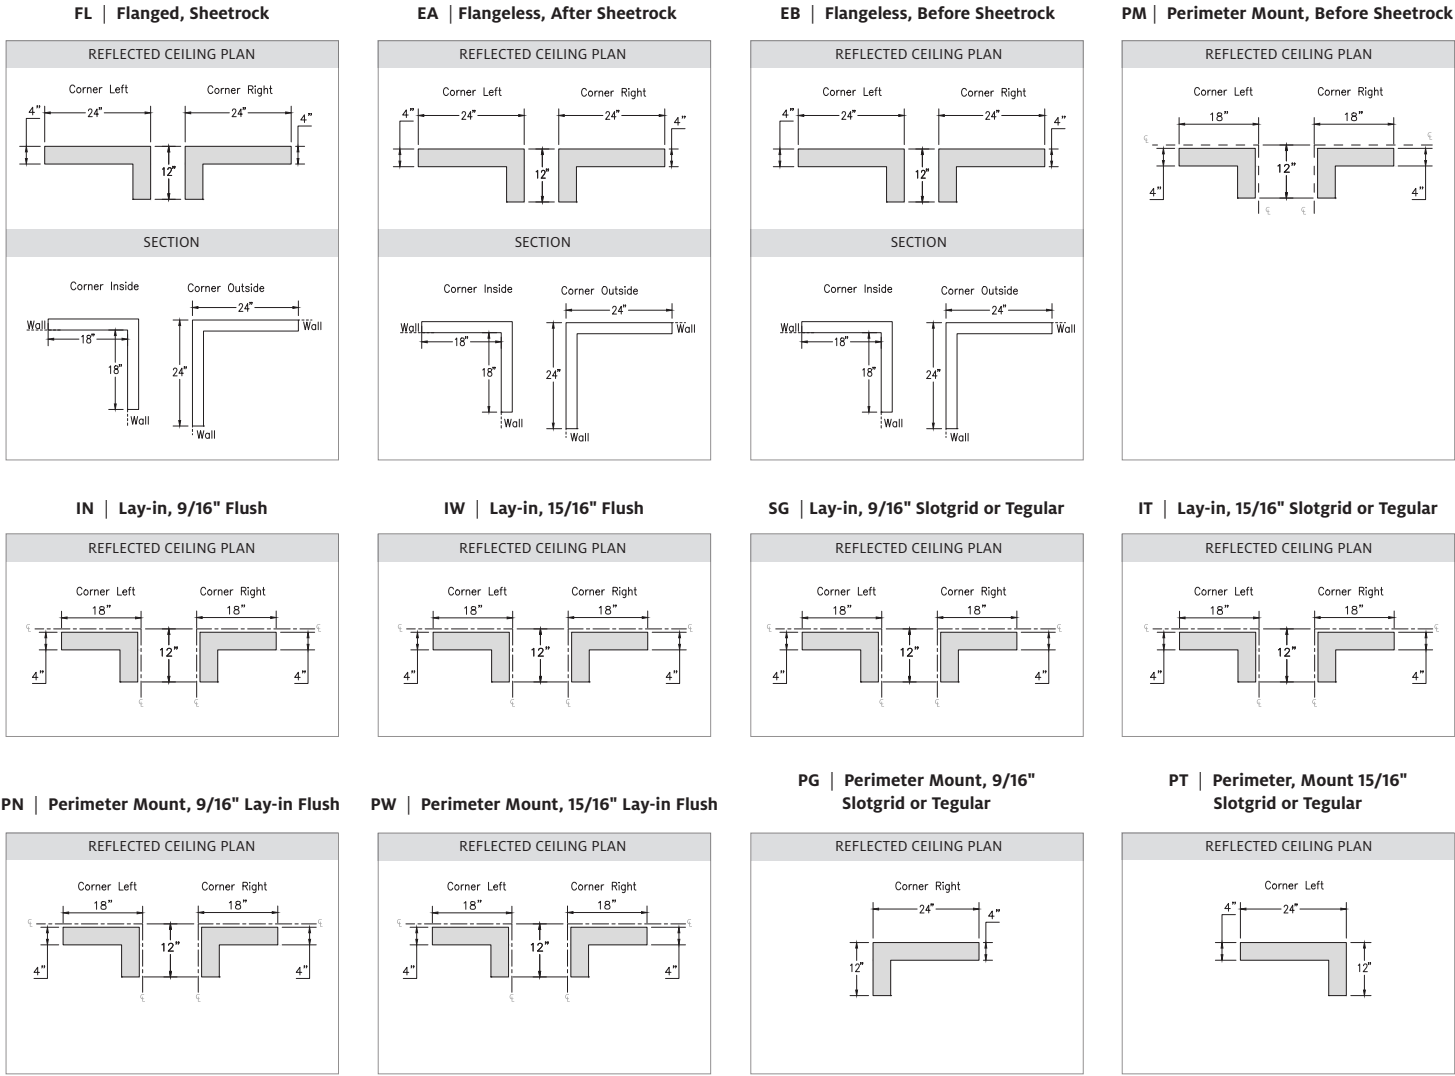 FL | Flanged, Sheetrock
REFLECTED CEILING PLAN
Corner Left
Corner Right
4"
24"
24"
4"
12"
SECTION
Corner Inside
Corner Outside
24"
Wall
Wall
18"
18"
24"
Wall
Wall
EA | Flangeless, After Sheetrock
REFLECTED CEILING PLAN
Corner Left
Corner Right
4"
24"
24"
4"
12"
SECTION
Corner Inside
Corner Outside
24"
Wall
Wall
18"
18"
24"
Wall
Wall
EB | Flangeless, Before Sheetrock
REFLECTED CEILING PLAN
Corner Left
Corner Right
4"
24"
24"
4"
12"
SECTION
Corner Inside
Corner Outside
24"
Wall
Wall
18"
18"
24"
Wall
Wall
PM | Perimeter Mount, Before Sheetrock
REFLECTED CEILING PLAN
Corner Left
Corner Right
18"
18"
℄
℄
12"
4"
4"
℄
℄
IN | Lay-in, 9/16" Flush
REFLECTED CEILING PLAN
Corner Left
Corner Right
18"
18"
℄
℄
12"
4"
4"
℄
℄
IW | Lay-in, 15/16" Flush
REFLECTED CEILING PLAN
Corner Left
Corner Right
18"
18"
℄
℄
12"
4"
4"
℄
℄
SG | Lay-in, 9/16" Slotgrid or Tegular
REFLECTED CEILING PLAN
Corner Left
Corner Right
18"
18"
℄
℄
12"
4"
4"
℄
℄
IT | Lay-in, 15/16" Slotgrid or Tegular
REFLECTED CEILING PLAN
Corner Left
Corner Right
18"
18"
℄
℄
12"
4"
4"
℄
℄
PN | Perimeter Mount, 9/16" Lay-in Flush
REFLECTED CEILING PLAN
Corner Left
Corner Right
18"
18"
℄
℄
12"
4"
4"
℄
℄
PW | Perimeter Mount, 15/16" Lay-in Flush
REFLECTED CEILING PLAN
Corner Left
Corner Right
18"
18"
℄
℄
12"
4"
4"
℄
℄
PG | Perimeter Mount, 9/16"
Slotgrid or Tegular
REFLECTED CEILING PLAN
Corner Right
24"
4"
12"
PT | Perimeter, Mount 15/16"
Slotgrid or Tegular
REFLECTED CEILING PLAN
Corner Left
4"
24"
12"